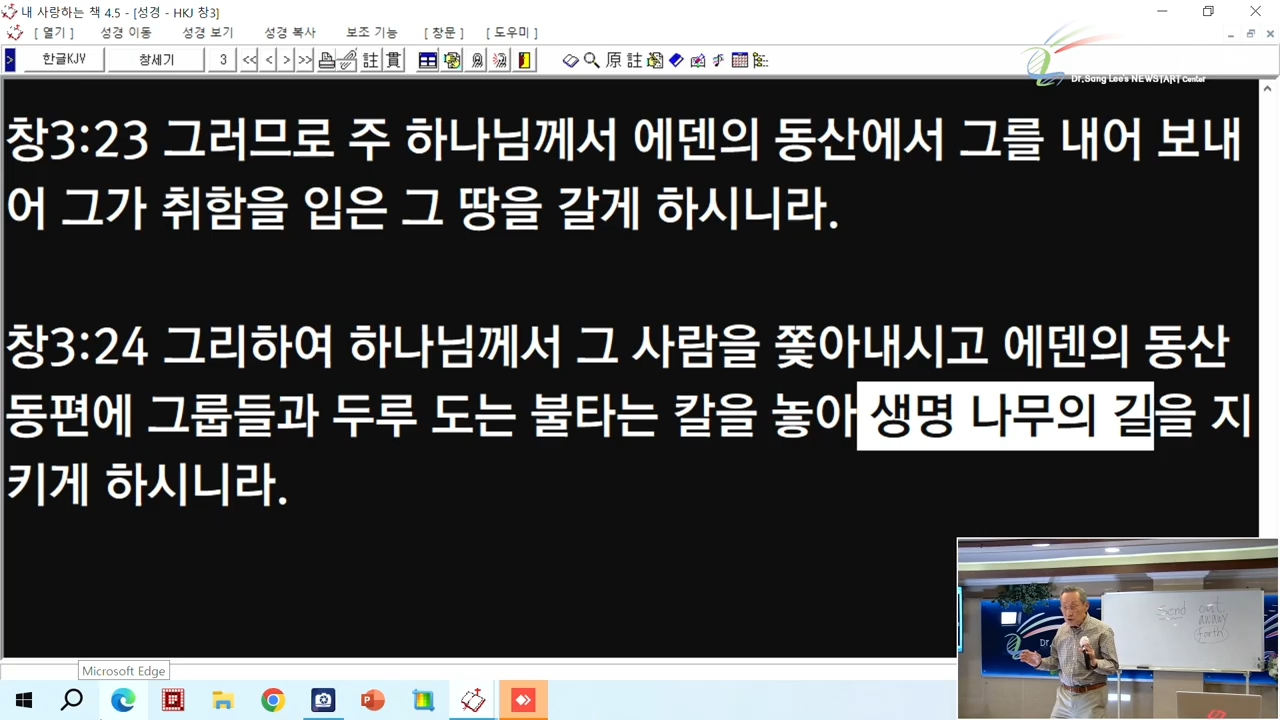 내 사랑하는 책 4.5 - [성경 - HKJ 창3]
[ 열기 ] 성경 이동 성경 보기 성경 복사 보조 기능 [ 창문 ] [ 도우미 ]
한글KJV 창세기 3 << < > >> 註 貫 原 註
Dr.Sang Lee's NEWSTART Center
창3:23 그러므로 주 하나님께서 에덴의 동산에서 그를 내어 보내
어 그가 취함을 입은 그 땅을 갈게 하시니라.
창3:24 그리하여 하나님께서 그 사람을 쫓아내시고 에덴의 동산
동편에 그룹들과 두루 도는 불타는 칼을 놓아 생명 나무의 길을 지
키게 하시니라.
Send out
away
forth
Dr
Microsoft Edge